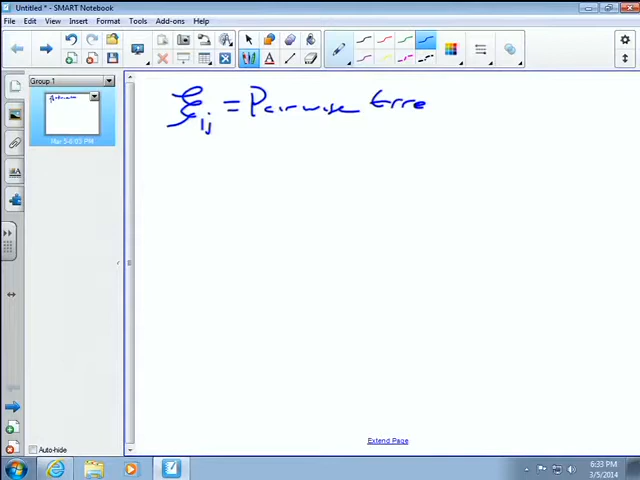 Untitled * - SMART Notebook
File Edit View Insert Format Tools Add-ons Help
Group 1
Mar 5-6:03 PM
ξij = Pairwise Erro
Auto-hide
Extend Page
6:33 PM
3/5/2014